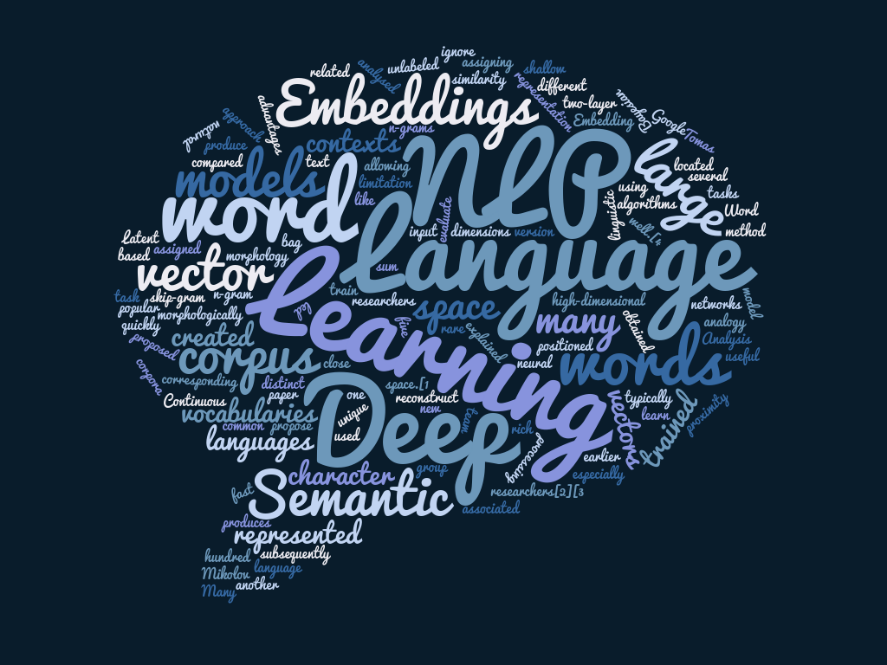 ignore
related
analysed
unlabeled
assigning
shallow
similarity
different
Embeddings
representation
two-layer
Bayesian
advantages
approach
natural
n-grams
Embedding
Google
Tomas
produce
contexts
NLP
large
compared
text
allowing
located
several
models
limitation
using
tasks
word
like
evaluate
linguistic
algorithms
Word
Latent
input
dimensions
version
well.[4
method
based
assigned
morphology
bag
Language
vector
sum
task
skip-gram
n-gram
train
Learning
led
researchers
space
high-dimensional
networks
model
popular
morphologically
five
rare
many
obtained
analogy
quickly
created
explained
positioned
Analysis
proposed
corpus
close
neural
words
useful
corpora
corresponding
distinct
space.[1
Continuous
paper
one
reconstruct
vectors
typically
vocabularies
Deep
unique
new
learn
trained
proximity
common
propose
used
team
rich
languages
processing
earlier
character
group
especially
fast
Semantic
researchers[2][3
associated
produces
represented
hundred
subsequently
Mikolov
language
Many
another